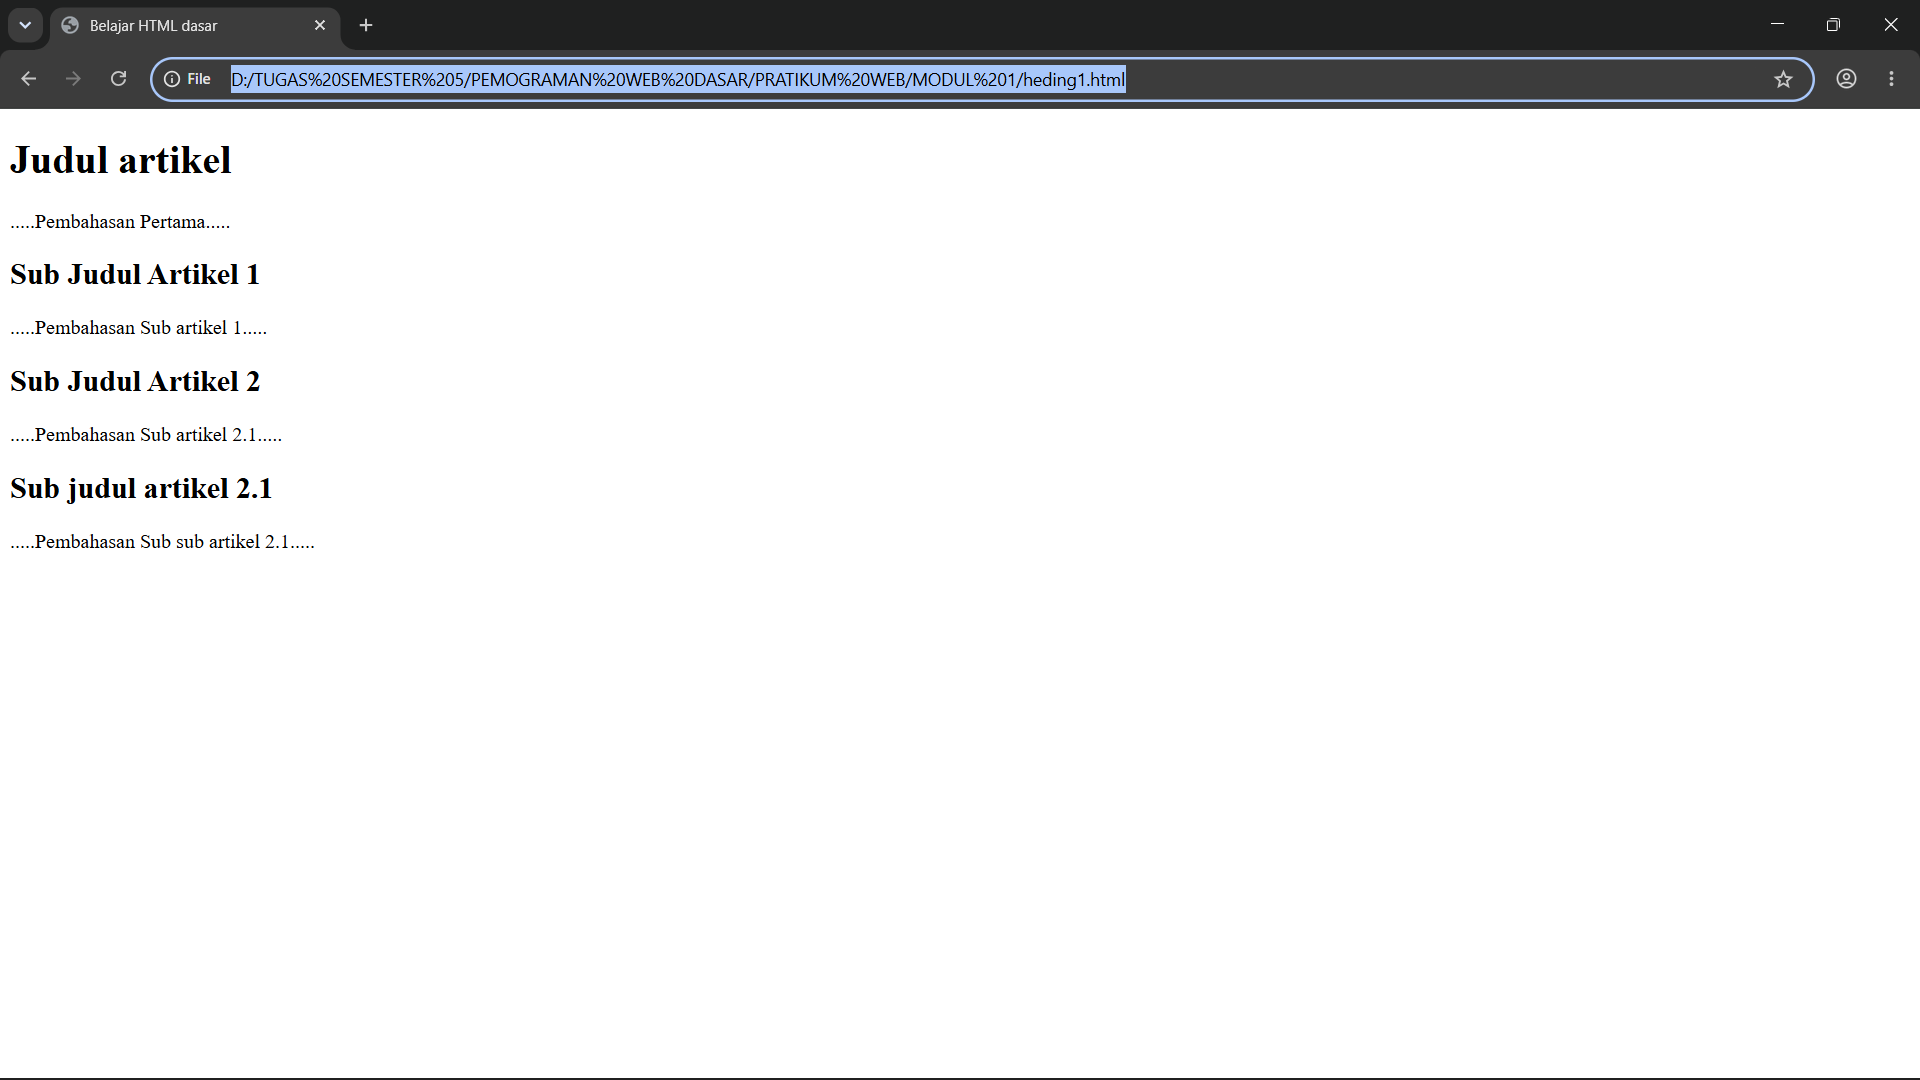 Belajar HTML dasar
File D:/TUGAS%20SEMESTER%205/PEMOGRAMAN%20WEB%20DASAR/PRATIKUM%20WEB/MODUL%201/heding1.html
Judul artikel
.....Pembahasan Pertama.....
Sub Judul Artikel 1
.....Pembahasan Sub artikel 1.....
Sub Judul Artikel 2
.....Pembahasan Sub artikel 2.1.....
Sub judul artikel 2.1
.....Pembahasan Sub sub artikel 2.1.....